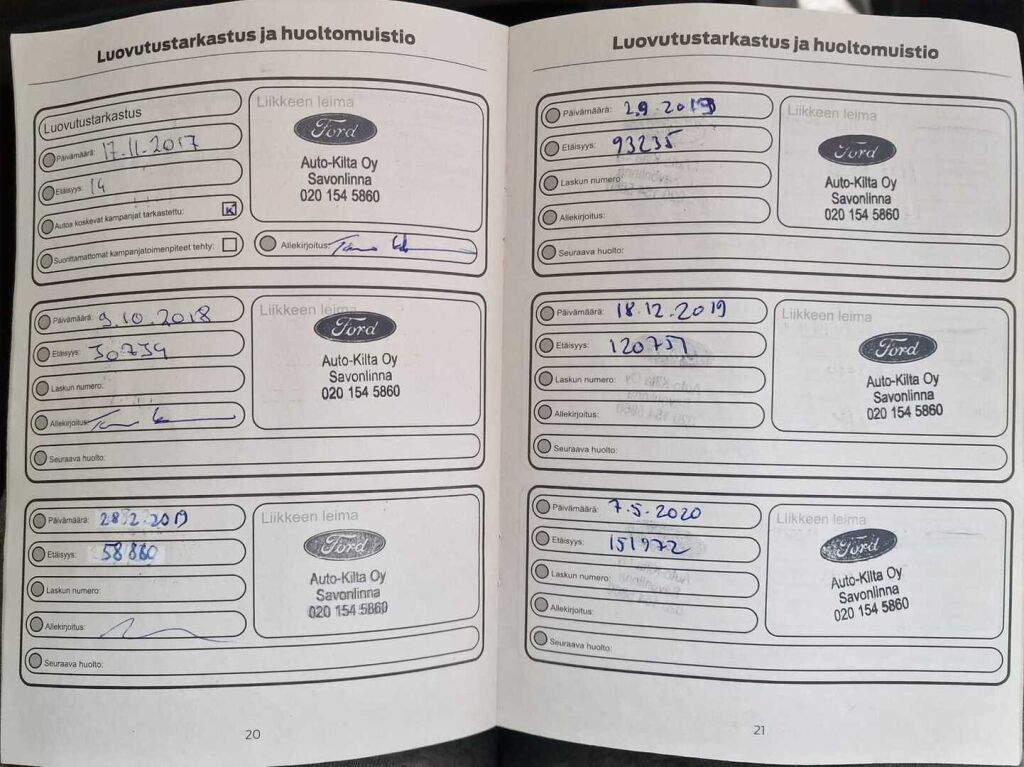 Luovutustarkastus ja huoltomuistio
Luovutustarkastus
Päivämäärä: 17.11.2017
Etäisyys: 14
Autoa koskevat kampanjat tarkastettu:
Suorittamattomat kampanjatoimenpiteet tehty:
Liikkeen leima
Ford
Auto-Kilta Oy
Savonlinna
020 154 5860
Allekirjoitus:
Päivämäärä: 9.10.2018
Etäisyys: 30739
Laskun numero:
Allekirjoitus:
Seuraava huolto:
Liikkeen leima
Ford
Auto-Kilta Oy
Savonlinna
020 154 5860
Päivämäärä: 28.2.2019
Etäisyys: 58880
Laskun numero:
Allekirjoitus:
Seuraava huolto:
Liikkeen leima
Ford
Auto-Kilta Oy
Savonlinna
020 154 5860
20
Luovutustarkastus ja huoltomuistio
Päivämäärä: 2.9.2019
Etäisyys: 93235
Laskun numero:
Allekirjoitus:
Seuraava huolto:
Liikkeen leima
Ford
Auto-Kilta Oy
Savonlinna
020 154 5860
Päivämäärä: 18.12.2019
Etäisyys: 120751
Laskun numero:
Allekirjoitus:
Seuraava huolto:
Liikkeen leima
Ford
Auto-Kilta Oy
Savonlinna
020 154 5860
Päivämäärä: 7.5.2020
Etäisyys: 151972
Laskun numero:
Allekirjoitus:
Seuraava huolto:
Liikkeen leima
Ford
Auto-Kilta Oy
Savonlinna
020 154 5860
21